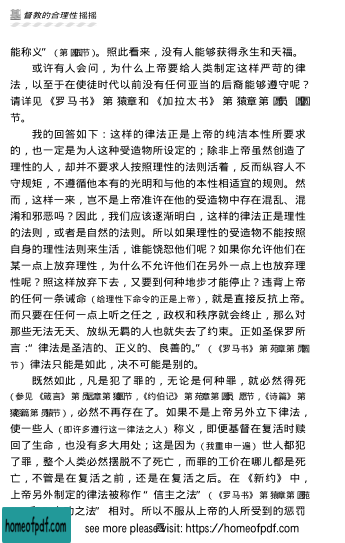 督教的合理性
能称义”（第 节）。照此看来，没有人能够获得永生和天福。
或许有人会问，为什么上帝要给人类制定这样严苛的律
法，以至于在使徒时代以前没有任何亚当的后裔能够遵守呢？
请详见《罗马书》第 章和《加拉太书》第 章第
节。
我的回答如下：这样的律法正是上帝的纯洁本性所要求
的，也一定是为人这种受造物所设定的；除非上帝虽然创造了
理性的人，却并不要求人按照理性的法则活着，反而纵容人不
守规矩，不遵循他本有的光明和与他的本性相适宜的规则。然
而，这样一来，岂不是上帝准许在他的受造物中存在混乱、混
淆和邪恶吗？因此，我们应该逐渐明白，这样的律法正是理性
的法则，或者是自然的法则。所以如果理性的受造物不能按照
自身的理性法则来生活，谁能饶恕他们呢？如果你允许他们在
某一点上放弃理性，为什么不允许他们在另外一点上也放弃理
性呢？照这样放弃下去，又要到何种地步才能停止？违背上帝
的任何一条诫命（给理性下命令的正是上帝），就是直接反抗上帝。
而只要在任何一点上听之任之，政权和秩序就会终止，那么对
那些无法无天、放纵无羁的人也就失去了约束。正如圣保罗所
言：“律法是圣洁的、正义的、良善的。”（《罗马书》第 章第
节）律法只能是如此，决不可能是别的。
既然如此，凡是犯了罪的，无论是何种罪，就必然得死
（参见《箴言》第 章第 节，《约伯记》第 章第 节，《诗篇》第
篇第 节），必然不再存在了。如果不是上帝另外立下律法，
使一些人（即许多遵行这一律法之人）称义，即便基督在复活时赎
回了生命，也没有多大用处；这是因为（我重申一遍）世人都犯
了罪，整个人类必然摆脱不了死亡，而罪的工价在哪儿都是死
亡，不管是在复活之前，还是在复活之后。在《新约》中，
上帝另外制定的律法被称作“信主之法”（《罗马书》第 章第
之法”相对。所以不服从上帝的人所受到的惩罚
homeofpdf.com see more please visit: https://homeofpdf.com